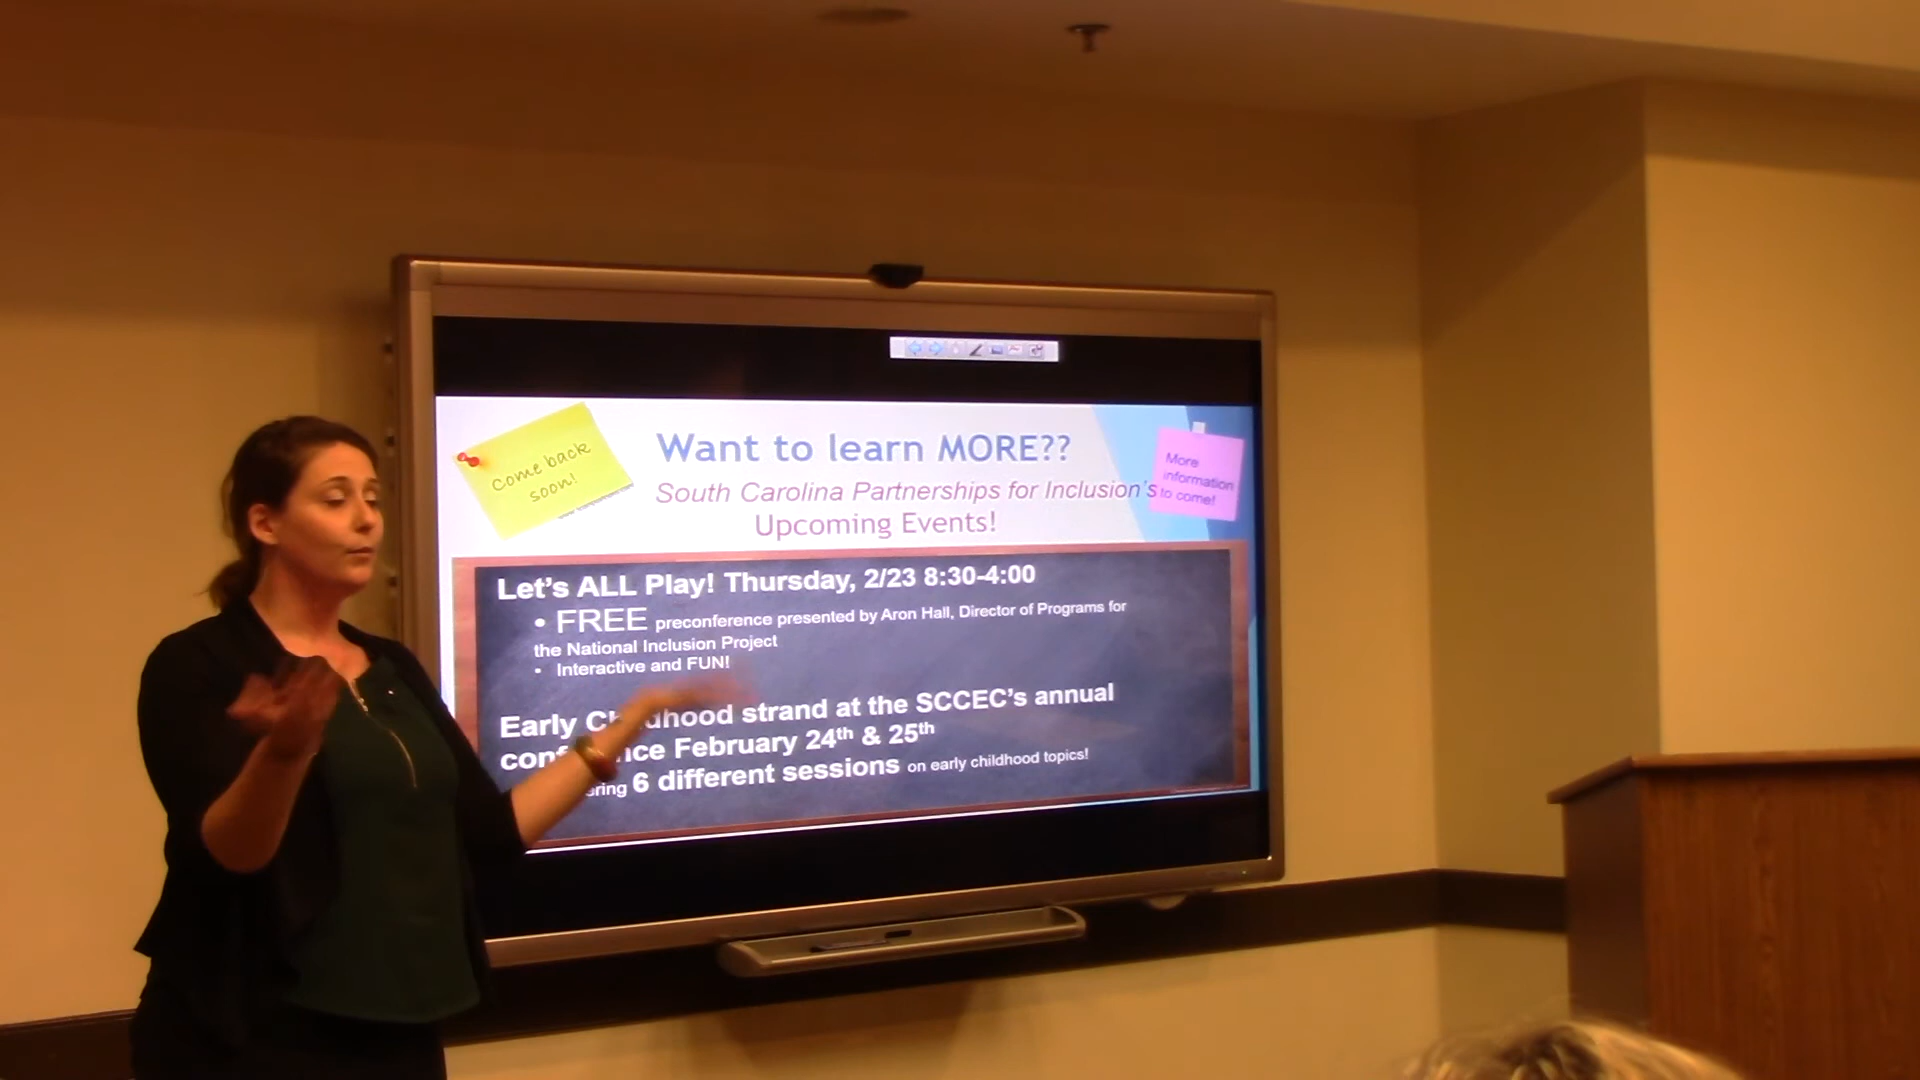 Come back
soon!
Want to learn MORE??
South Carolina Partnerships for Inclusion's
Upcoming Events!
More
information
to come!
Let's ALL Play! Thursday, 2/23 8:30-4:00
• FREE preconference presented by Aron Hall, Director of Programs for
the National Inclusion Project
• Interactive and FUN!
Early strand at the SCCEC's annual
February 24th & 25th
6 different sessions on early childhood topics!